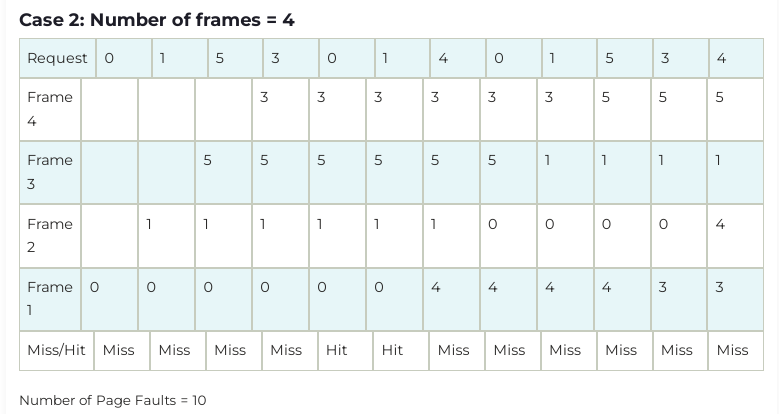 Case 2: Number of frames = 4
Request 0 1 5 3 0 1 4 0 1 5 3 4
Frame 4 3 3 3 3 3 3 5 5 5
Frame 3 5 5 5 5 5 5 1 1 1 1
Frame 2 1 1 1 1 1 1 0 0 0 0 4
Frame 1 0 0 0 0 0 0 4 4 4 4 3 3
Miss/Hit Miss Miss Miss Miss Hit Hit Miss Miss Miss Miss Miss Miss
Number of Page Faults = 10